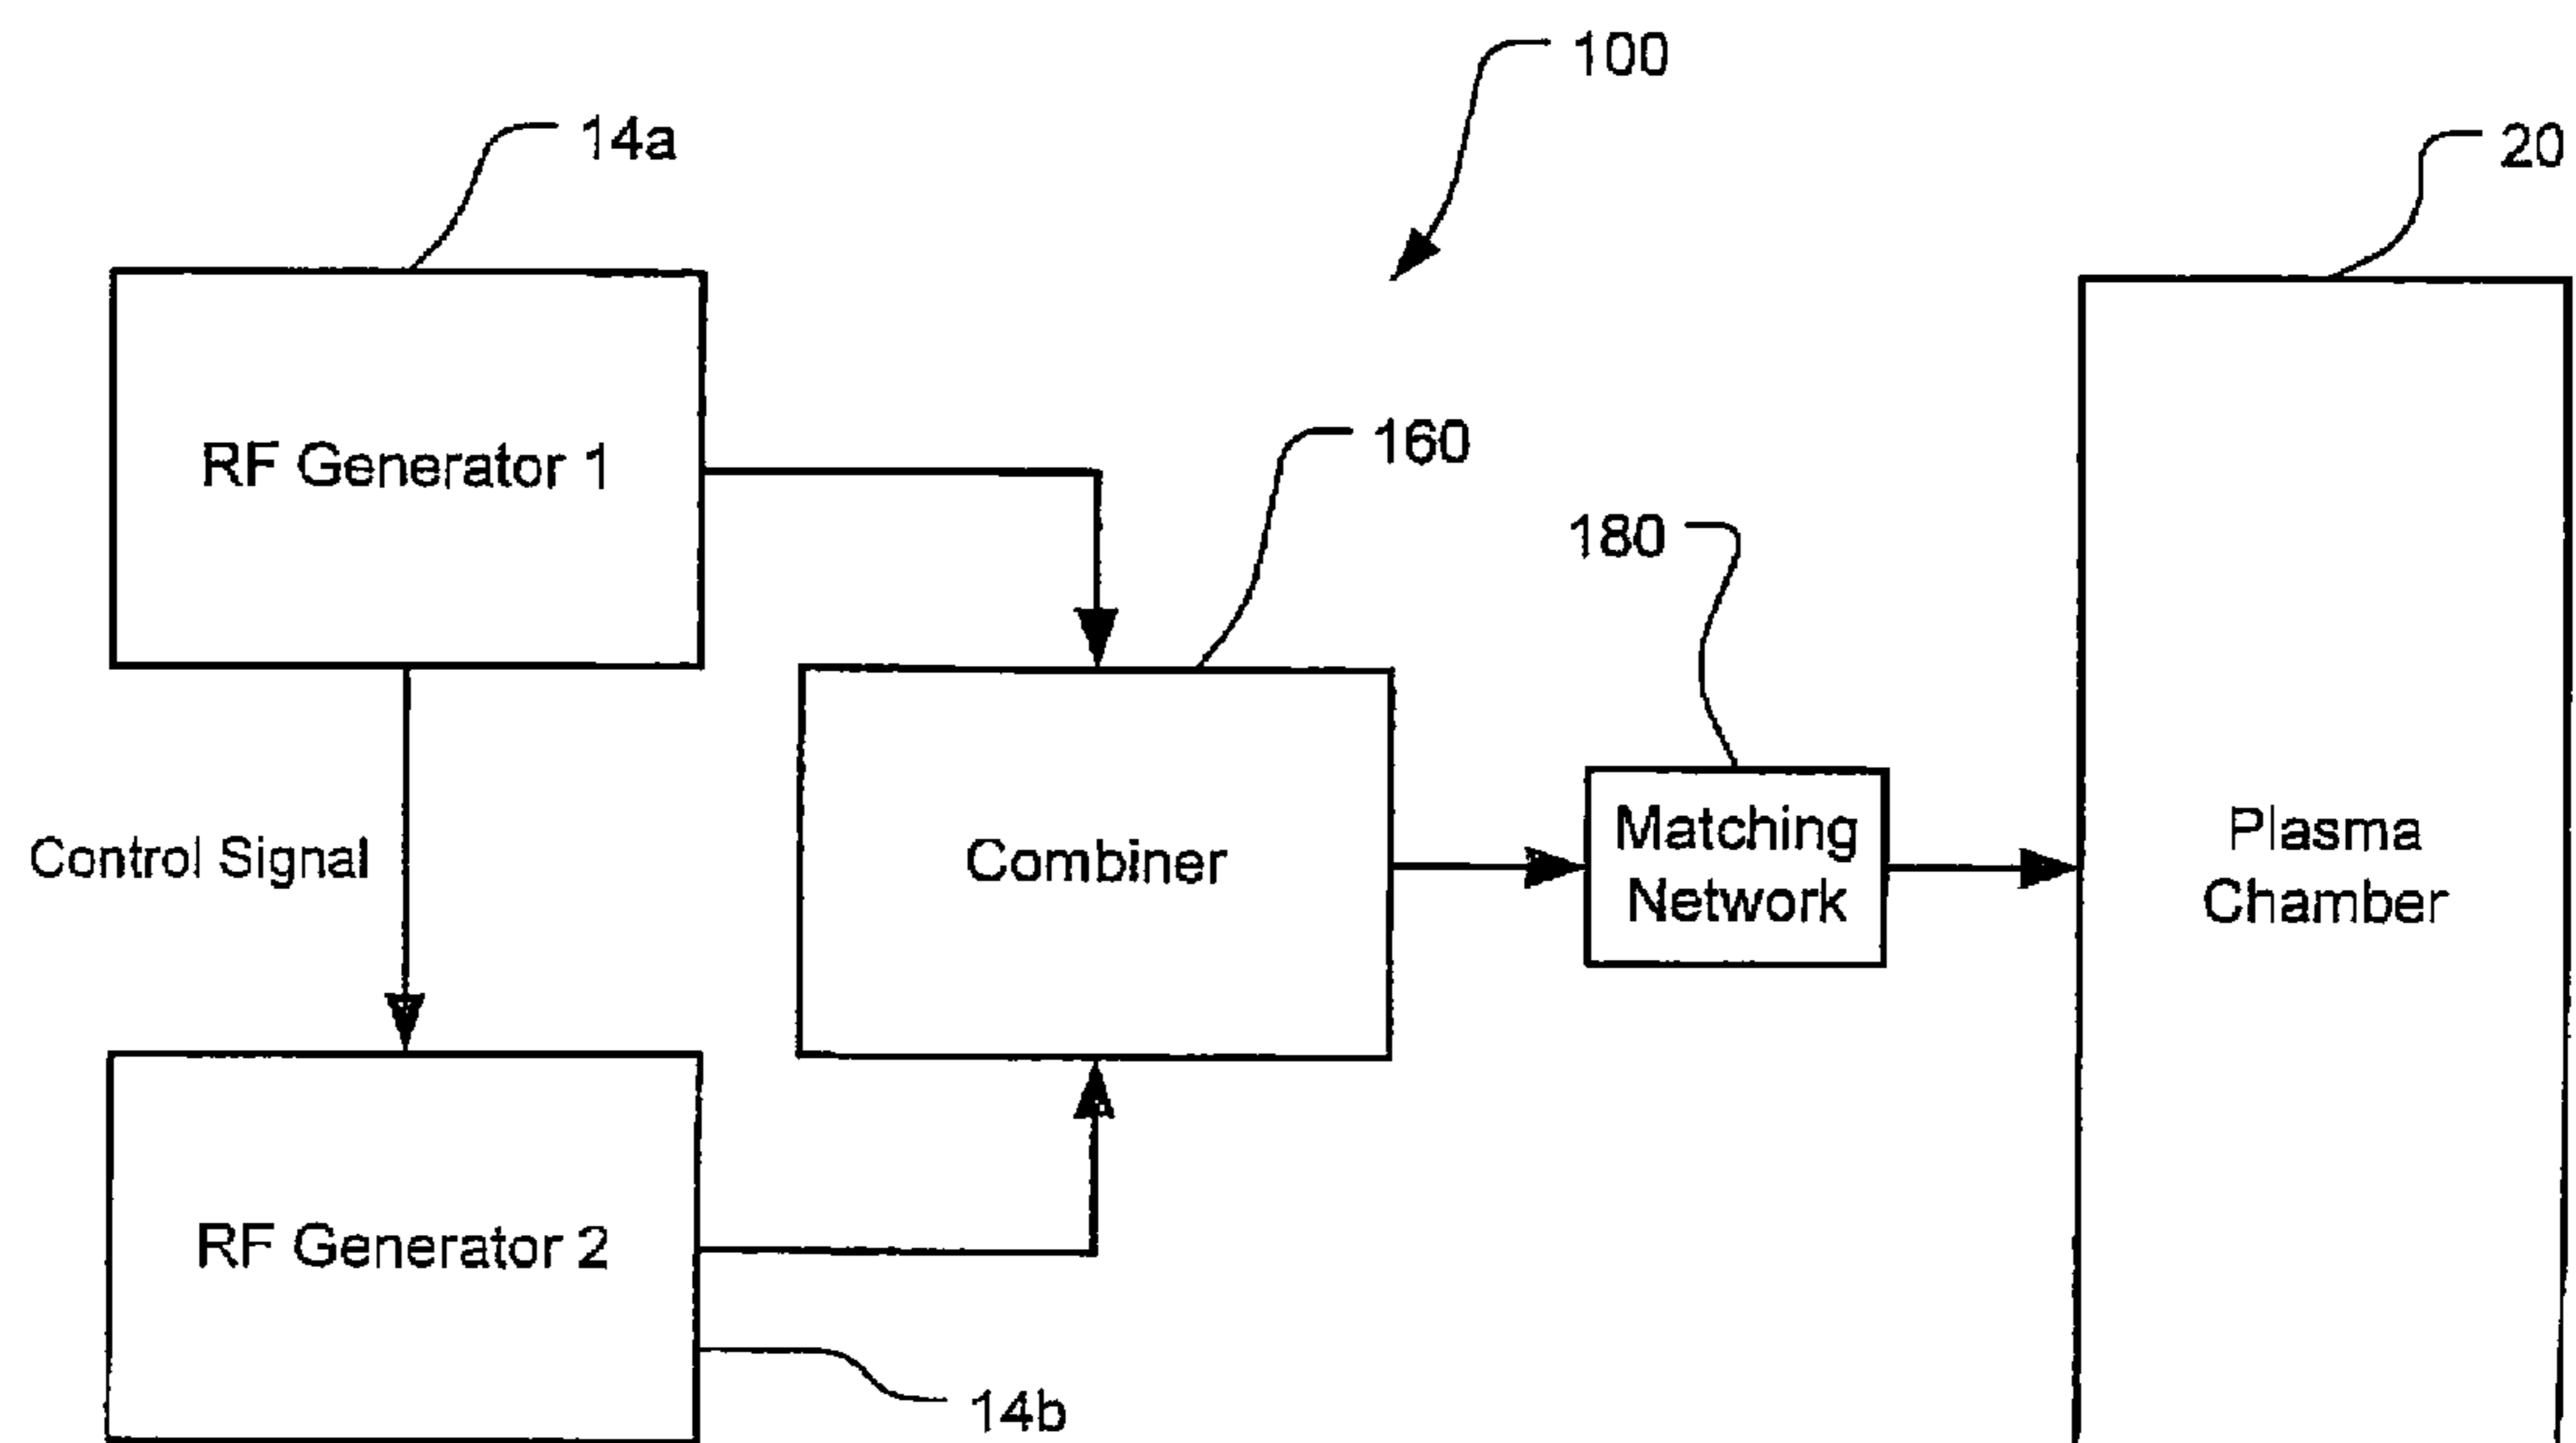 100
14a
20
RF Generator 1
160
180
Control Signal
Combiner
Matching
Network
Plasma
Chamber
RF Generator 2
14b